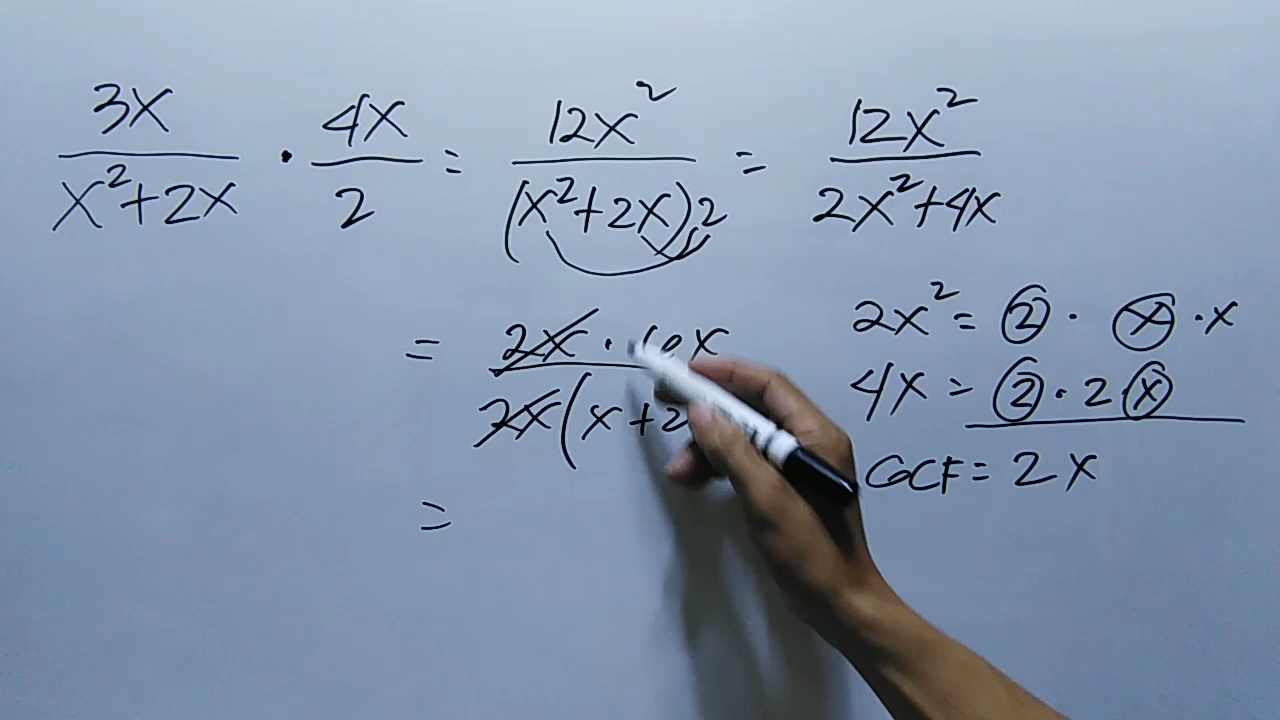 3x/(x²+2x) · 4x/2 = 12x²/((x²+2x)2) = 12x²/(2x²+4x)
= 2x · 6x/(2x(x+2
2x² = 2 · x · x
4x = 2 · 2 x
GCF = 2x
=